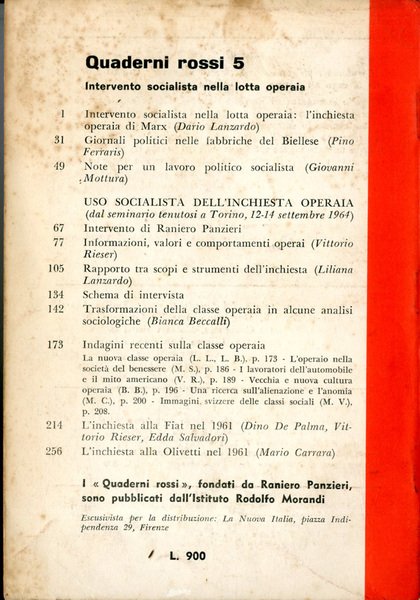 Quaderni rossi 5
Intervento socialista nella lotta operaia
1 Intervento socialista nella lotta operaia: l'inchiesta
operaia di Marx (Dario Lanzardo)
31 Giornali politici nelle fabbriche del Biellese (Pino
Ferraris)
49 Note per un lavoro politico socialista (Giovanni
Mottura)
USO SOCIALISTA DELL'INCHIESTA OPERAIA
(dal seminario tenutosi a Torino, 12-14 settembre 1964)
67 Intervento di Raniero Panzieri
77 Informazioni, valori e comportamenti operai (Vittorio
Rieser)
105 Rapporto tra scopi e strumenti dell'inchiesta (Liliana
Lanzardo)
134 Schema di intervista
142 Trasformazioni della classe operaia in alcune analisi
sociologiche (Bianca Beccalli)
173 Indagini recenti sulla classe operaia
La nuova classe operaia (L. L., L. B.), p. 173 - L'operaio nella
società del benessere (M. S.), p. 186 - I lavoratori dell'automobile
e il mito americano (V. R.), p. 189 - Vecchia e nuova cultura
operaia (B. B.), p. 196 - Una ricerca sull'alienazione e l'anomia
(M. C.), p. 200 - Immagini svizzere delle classi sociali (M. V.),
p. 208.
214 L'inchiesta alla Fiat nel 1961 (Dino De Palma, Vit-
torio Rieser, Edda Salvadori)
256 L'inchiesta alla Olivetti nel 1961 (Mario Carrara)
I « Quaderni rossi », fondati da Raniero Panzieri,
sono pubblicati dall'Istituto Rodolfo Morandi
Escusivista per la distribuzione: La Nuova Italia, piazza Indi-
pendenza 29, Firenze
L. 900